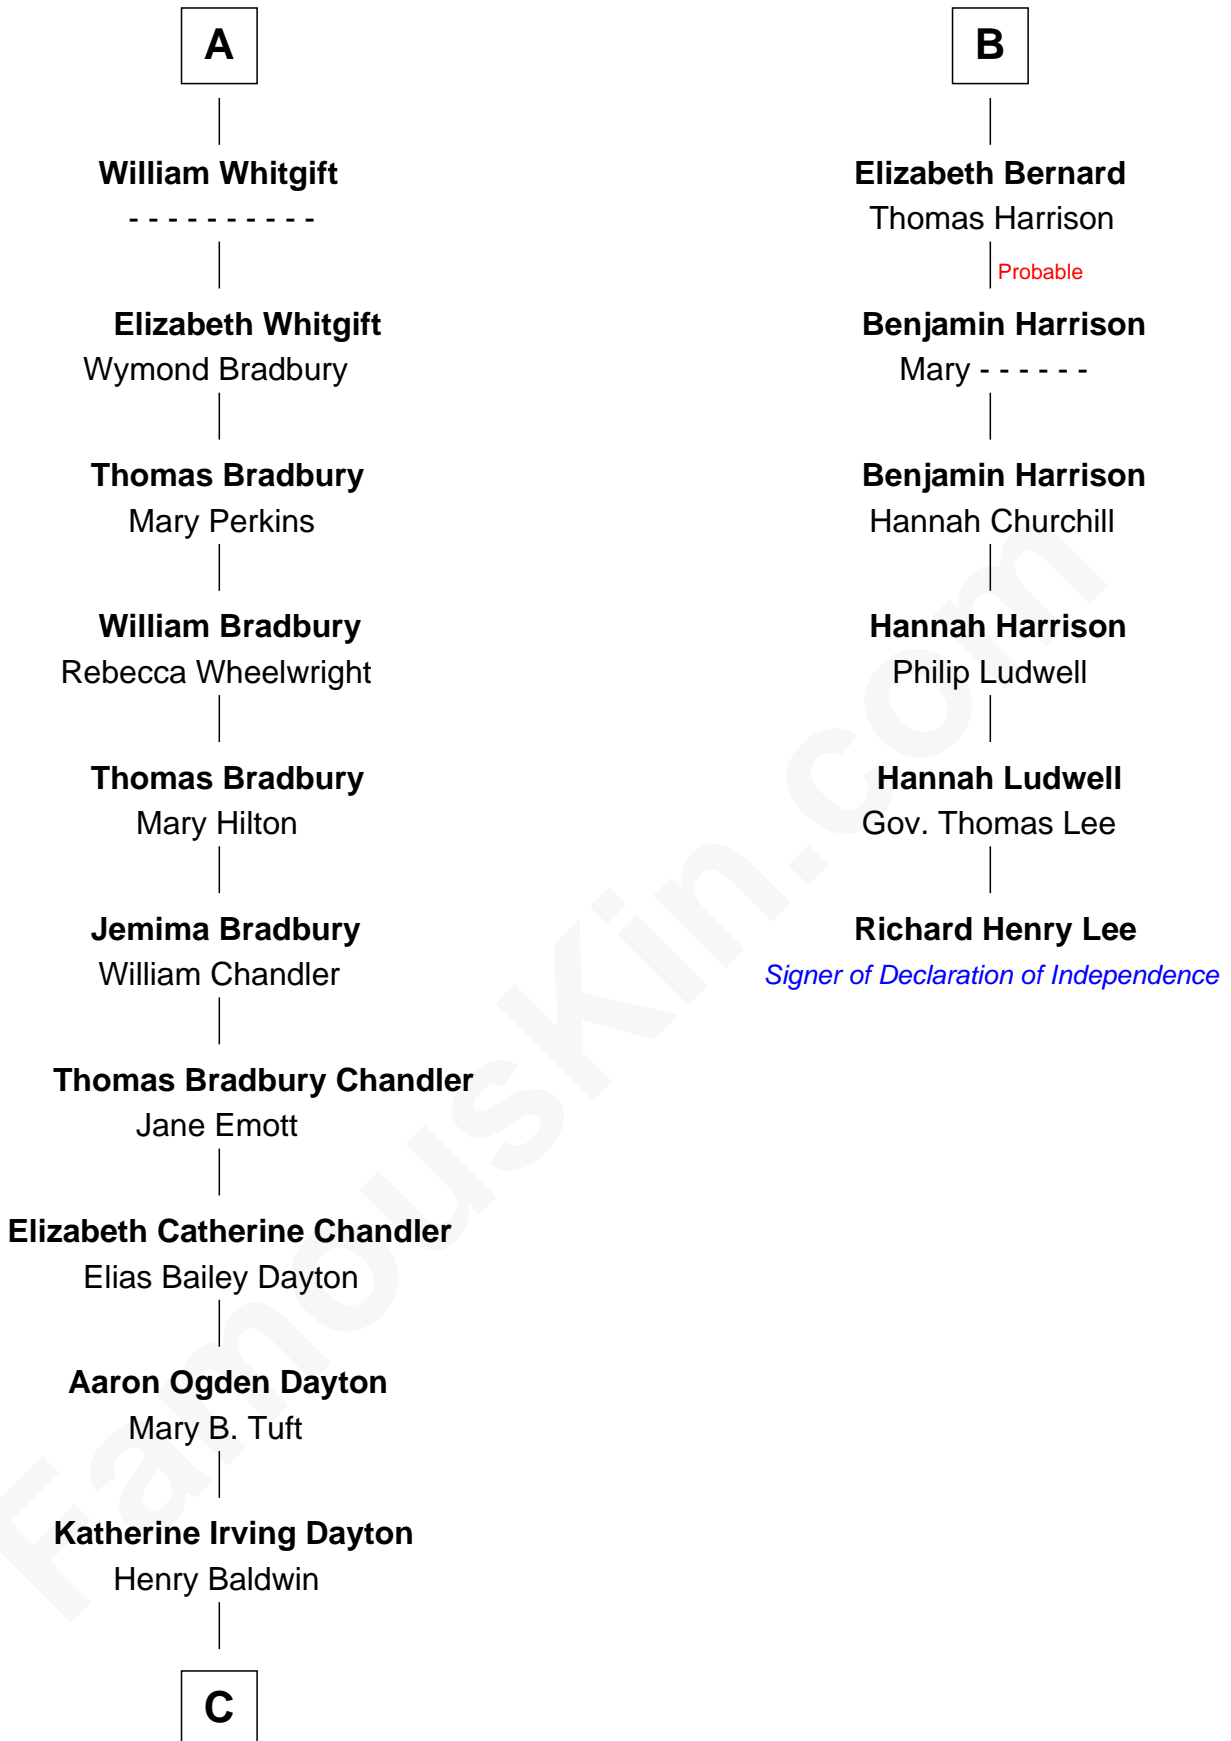 A
William Whitgift
- - - - - - - - - -
Elizabeth Whitgift
Wymond Bradbury
Thomas Bradbury
Mary Perkins
William Bradbury
Rebecca Wheelwright
Thomas Bradbury
Mary Hilton
Jemima Bradbury
William Chandler
Thomas Bradbury Chandler
Jane Emott
Elizabeth Catherine Chandler
Elias Bailey Dayton
Aaron Ogden Dayton
Mary B. Tuft
Katherine Irving Dayton
Henry Baldwin
C
B
Elizabeth Bernard
Thomas Harrison
Probable
Benjamin Harrison
Mary - - - - - -
Benjamin Harrison
Hannah Churchill
Hannah Harrison
Philip Ludwell
Hannah Ludwell
Gov. Thomas Lee
Richard Henry Lee
Signer of Declaration of Independence
FamousKin.com